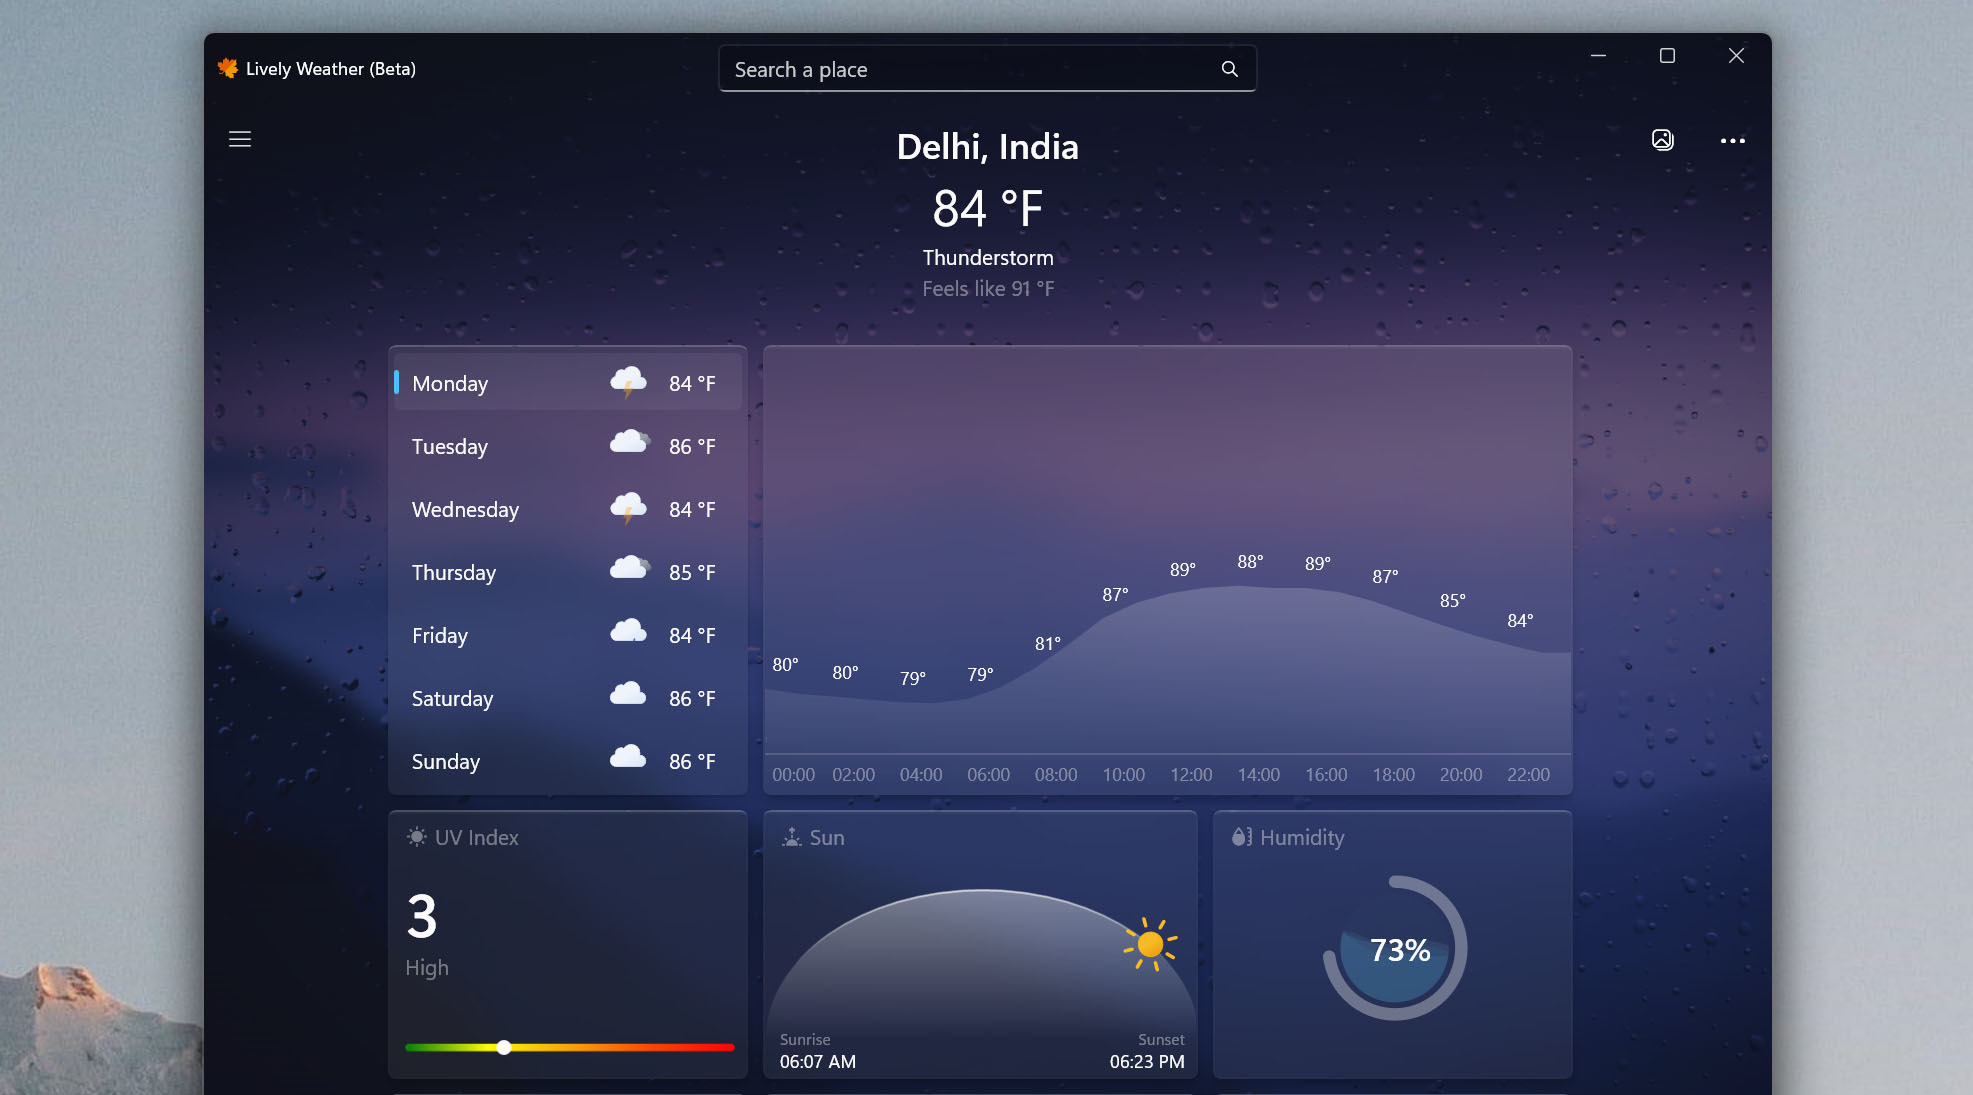 Lively Weather (Beta)
Search a place
Delhi, India
84 °F
Thunderstorm
Feels like 91 °F
Monday 84 °F
Tuesday 86 °F
Wednesday 84 °F
Thursday 85 °F
Friday 84 °F
Saturday 86 °F
Sunday 86 °F
80° 80° 79° 79° 81° 87° 89° 88° 89° 87° 85° 84°
00:00 02:00 04:00 06:00 08:00 10:00 12:00 14:00 16:00 18:00 20:00 22:00
UV Index
3
High
Sun
Sunrise Sunset
06:07 AM 06:23 PM
Humidity
73%